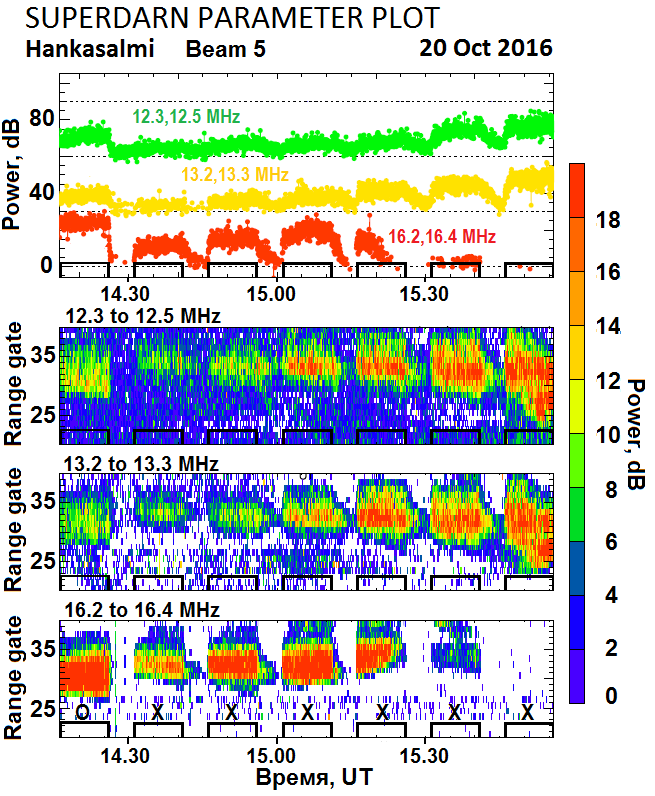 SUPERDARN PARAMETER PLOT
Hankasalmi Beam 5 20 Oct 2016
Power, dB
80
40
0
12.3,12.5 MHz
13.2,13.3 MHz
16.2,16.4 MHz
14.30 15.00 15.30
12.3 to 12.5 MHz
Range gate
35
25
13.2 to 13.3 MHz
Range gate
35
25
16.2 to 16.4 MHz
Range gate
35
25
O X X X X X X
14.30 15.00 15.30
Время, UT
18
16
14
12
10
8
6
4
2
0
Power, dB